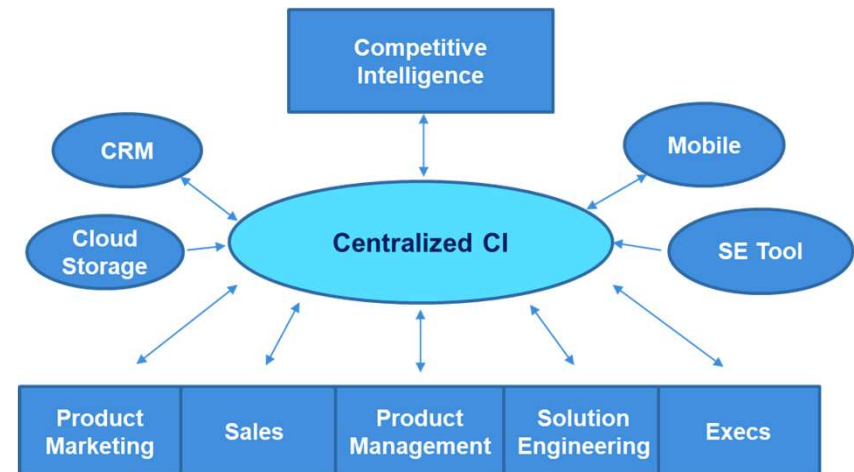 Competitive
Intelligence
CRM
Mobile
Cloud
Storage
Centralized CI
SE Tool
Product
Marketing
Sales
Product
Management
Solution
Engineering
Execs